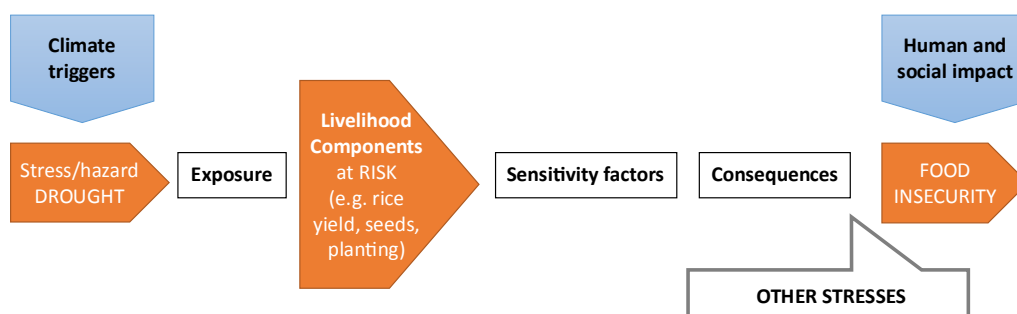 Climate
triggers
Human and
social impact
Stress/hazard
DROUGHT
Exposure
Livelihood
Components
at RISK
(e.g. rice
yield, seeds,
planting)
Sensitivity factors
Consequences
FOOD
INSECURITY
OTHER STRESSES